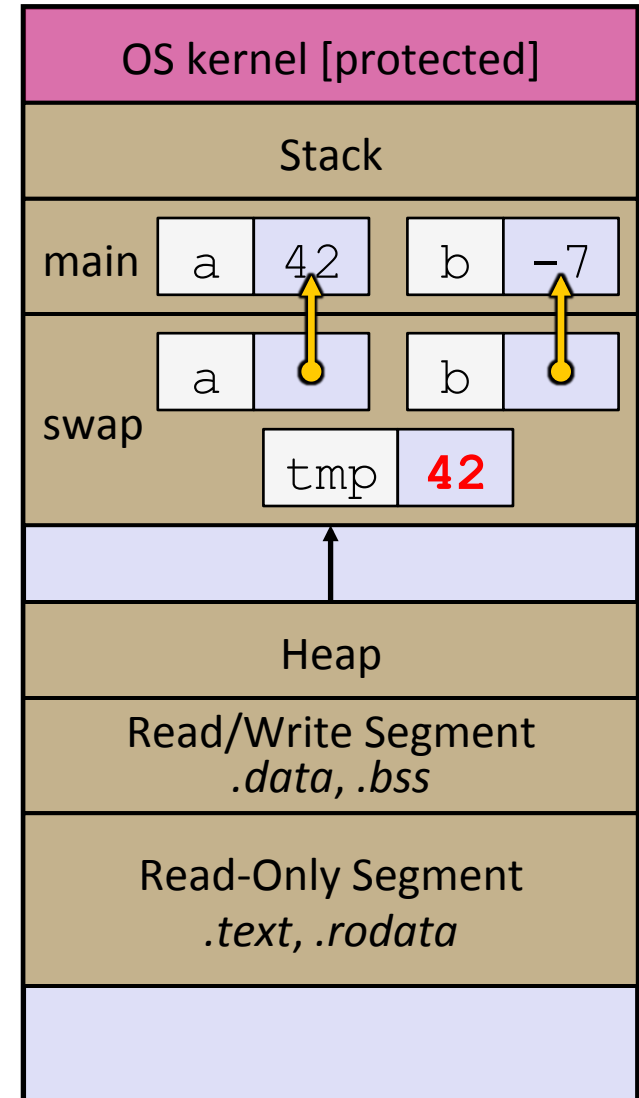 OS kernel [protected]
Stack
main a 42 b -7
a b
swap
tmp 42
Heap
Read/Write Segment
.data, .bss
Read-Only Segment
.text, .rodata